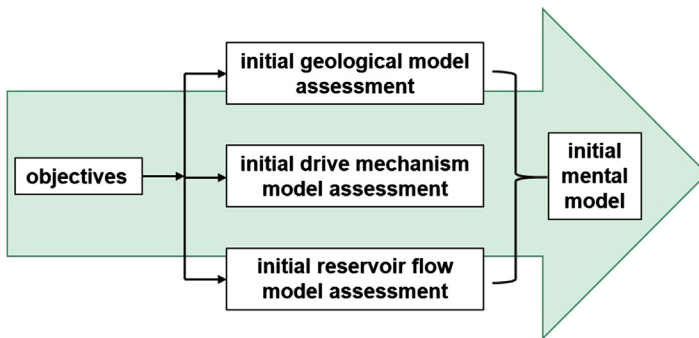 objectives
initial geological model
assessment
initial drive mechanism
model assessment
initial reservoir flow
model assessment
initial
mental
model